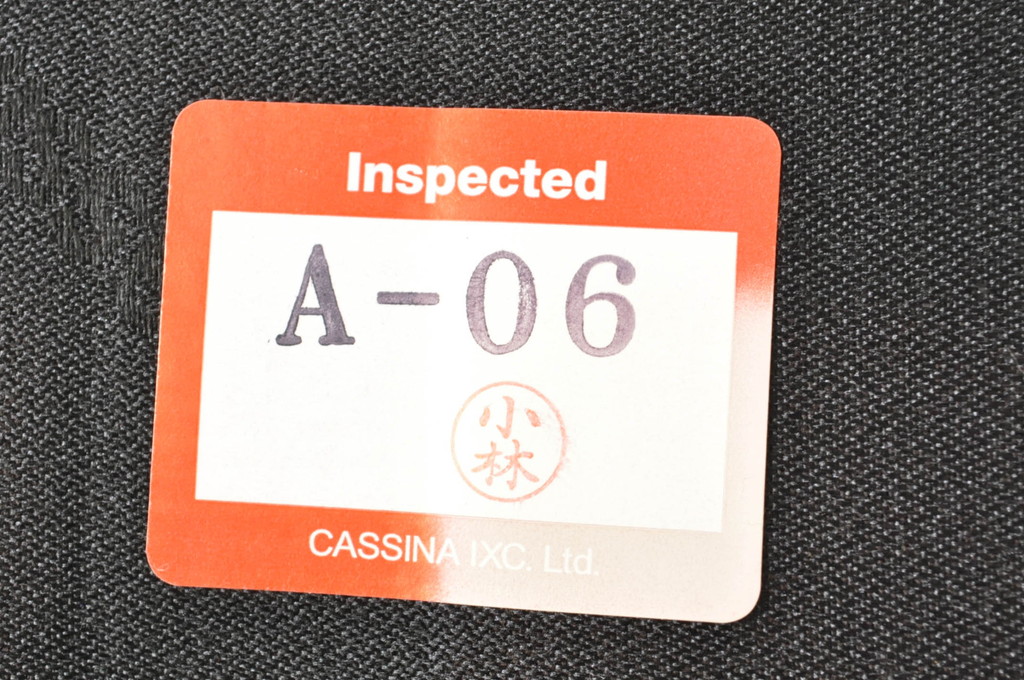 Inspected
A-06
小
林
CASSINA IXC. Ltd.